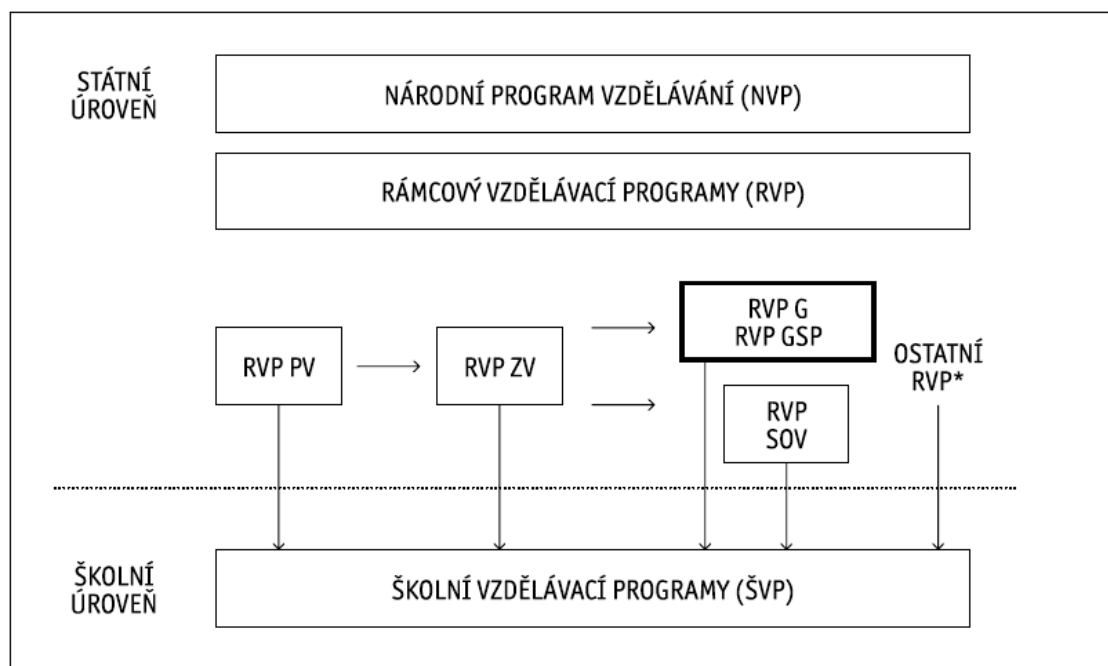 STÁTNÍ
ÚROVEŇ
NÁRODNÍ PROGRAM VZDĚLÁVÁNÍ (NVP)
RÁMCOVÝ VZDĚLÁVACÍ PROGRAMY (RVP)
RVP PV
RVP ZV
RVP G
RVP GSP
RVP
SOV
OSTATNÍ
RVP*
ŠKOLNÍ
ÚROVEŇ
ŠKOLNÍ VZDĚLÁVACÍ PROGRAMY (ŠVP)